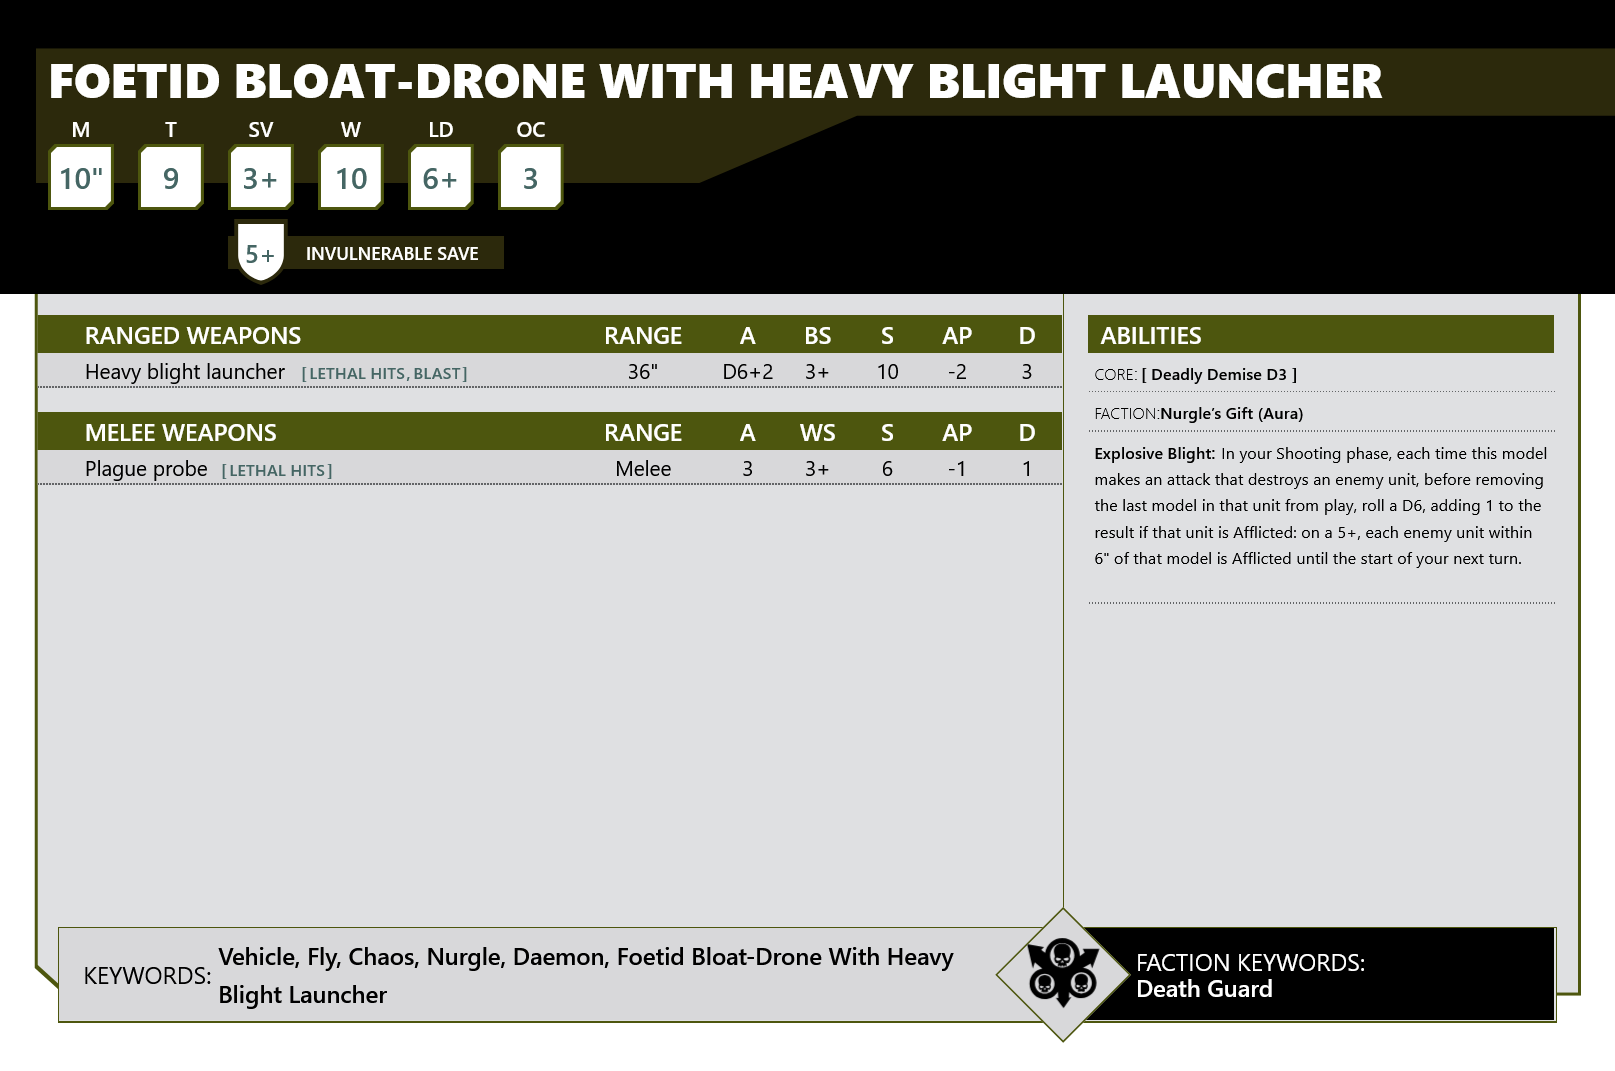 FOETID BLOAT-DRONE WITH HEAVY BLIGHT LAUNCHER
M T SV W LD OC
10" 9 3+ 10 6+ 3
5+ INVULNERABLE SAVE
RANGED WEAPONS RANGE A BS S AP D
Heavy blight launcher [LETHAL HITS, BLAST] 36" D6+2 3+ 10 -2 3
MELEE WEAPONS RANGE A WS S AP D
Plague probe [LETHAL HITS] Melee 3 3+ 6 -1 1
ABILITIES
CORE: [ Deadly Demise D3 ]
FACTION:Nurgle’s Gift (Aura)
Explosive Blight: In your Shooting phase, each time this model
makes an attack that destroys an enemy unit, before removing
the last model in that unit from play, roll a D6, adding 1 to the
result if that unit is Afflicted: on a 5+, each enemy unit within
6" of that model is Afflicted until the start of your next turn.
KEYWORDS: Vehicle, Fly, Chaos, Nurgle, Daemon, Foetid Bloat-Drone With Heavy
Blight Launcher
FACTION KEYWORDS:
Death Guard